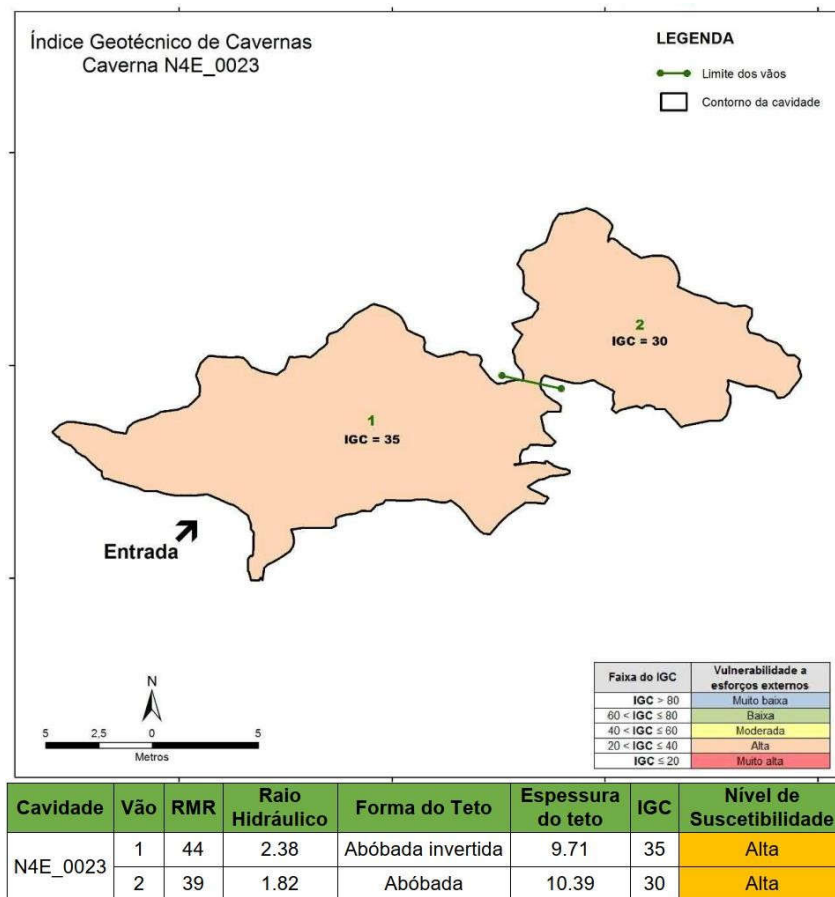 Índice Geotécnico de Cavernas
Caverna N4E_0023
LEGENDA
Limite dos vãos
Contorno da cavidade
2
IGC = 30
1
IGC = 35
Entrada
N
5 2,5 0 5
Metros
Faixa do IGC Vulnerabilidade a esforços externos
IGC > 80 Muito baixa
60 < IGC ≤ 80 Baixa
40 < IGC ≤ 60 Moderada
20 < IGC ≤ 40 Alta
IGC ≤ 20 Muito alta
Cavidade Vão RMR Raio Hidráulico Forma do Teto Espessura do teto IGC Nível de Suscetibilidade
N4E_0023 1 44 2.38 Abóbada invertida 9.71 35 Alta
2 39 1.82 Abóbada 10.39 30 Alta